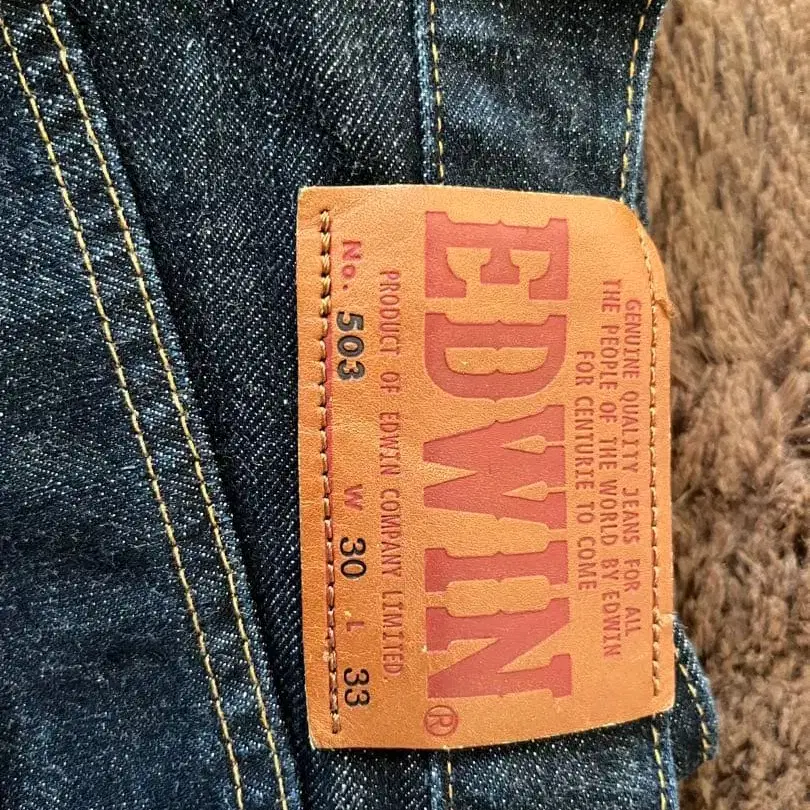 GENUINE QUALITY JEANS FOR ALL
THE PEOPLE OF THE WORLD BY EDWIN
FOR CENTURIE TO COME
EDWIN®
PRODUCT OF EDWIN COMPANY LIMITED.
No. 503 W 30 L 33